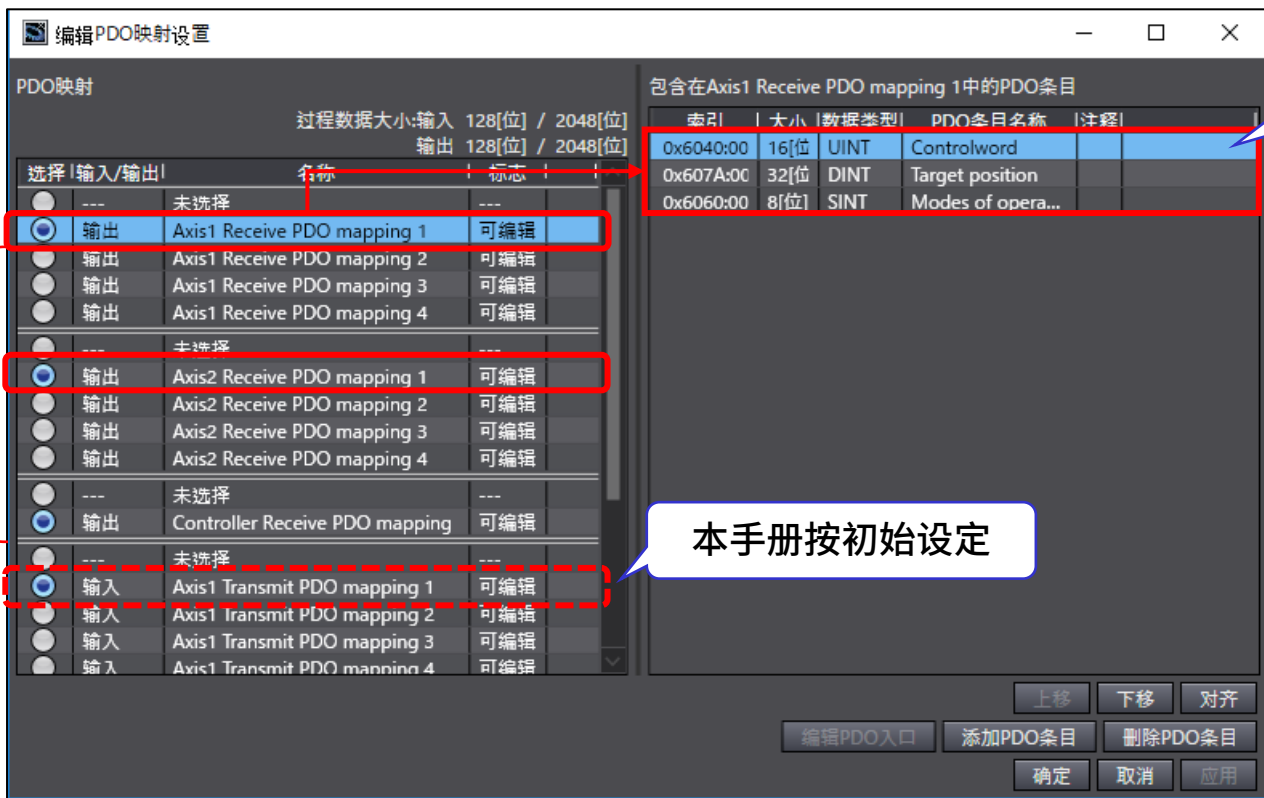 编辑PDO映射设置
PDO映射
过程数据大小:输入 128[位] / 2048[位]
输出 128[位] / 2048[位]
选择 输入/输出 名称 标志
--- 未选择 ---
输出 Axis1 Receive PDO mapping 1 可编辑
输出 Axis1 Receive PDO mapping 2 可编辑
输出 Axis1 Receive PDO mapping 3 可编辑
输出 Axis1 Receive PDO mapping 4 可编辑
--- 未选择 ---
输出 Axis2 Receive PDO mapping 1 可编辑
输出 Axis2 Receive PDO mapping 2 可编辑
输出 Axis2 Receive PDO mapping 3 可编辑
输出 Axis2 Receive PDO mapping 4 可编辑
--- 未选择 ---
输出 Controller Receive PDO mapping 可编辑
--- 未选择 ---
输入 Axis1 Transmit PDO mapping 1 可编辑
输入 Axis1 Transmit PDO mapping 2 可编辑
输入 Axis1 Transmit PDO mapping 3 可编辑
输入 Axis1 Transmit PDO mapping 4 可编辑
包含在Axis1 Receive PDO mapping 1中的PDO条目
索引 大小 数据类型 PDO条目名称 注释
0x6040:00 16[位 UINT Controlword
0x607A:00 32[位 DINT Target position
0x6060:00 8[位] SINT Modes of opera...
本手册按初始设定
上移 下移 对齐
编辑PDO入口 添加PDO条目 删除PDO条目
确定 取消 应用